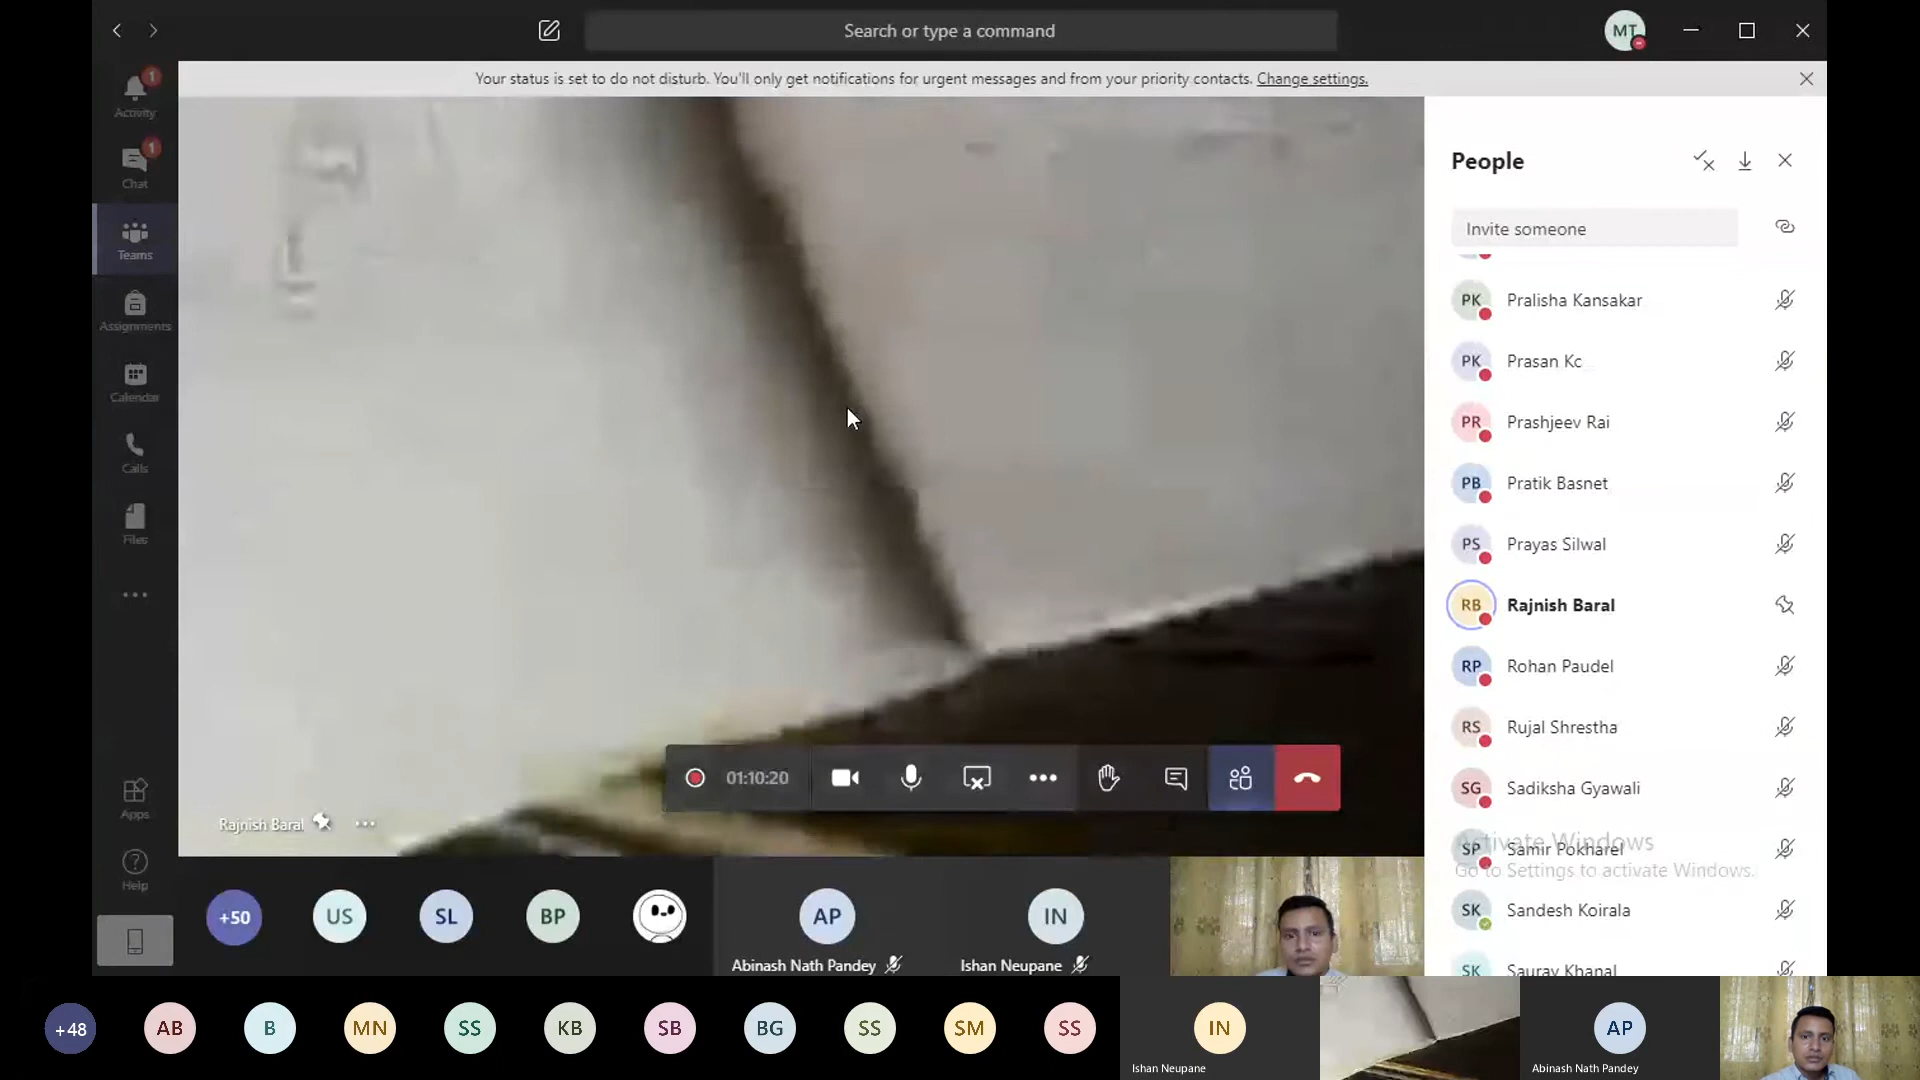 Search or type a command
MT
Your status is set to do not disturb. You'll only get notifications for urgent messages and from your priority contacts. Change settings.
1
Activity
1
Chat
Teams
Assignments
Calendar
Calls
Files
Apps
Help
People
Invite someone
PK Pralisha Kansakar
PK Prasan Kc
PR Prashjeev Rai
PB Pratik Basnet
PS Prayas Silwal
RB Rajnish Baral
RP Rohan Paudel
RS Rujal Shrestha
SG Sadiksha Gyawali
SP Samir Pokharel
Activate Windows
Go to Settings to activate Windows.
SK Sandesh Koirala
SK Saurav Khanal
01:10:20
Rajnish Baral
+50 US SL BP AP IN
Abinash Nath Pandey Ishan Neupane
+48 AB B MN SS KB SB BG SS SM SS IN AP
Ishan Neupane Abinash Nath Pandey